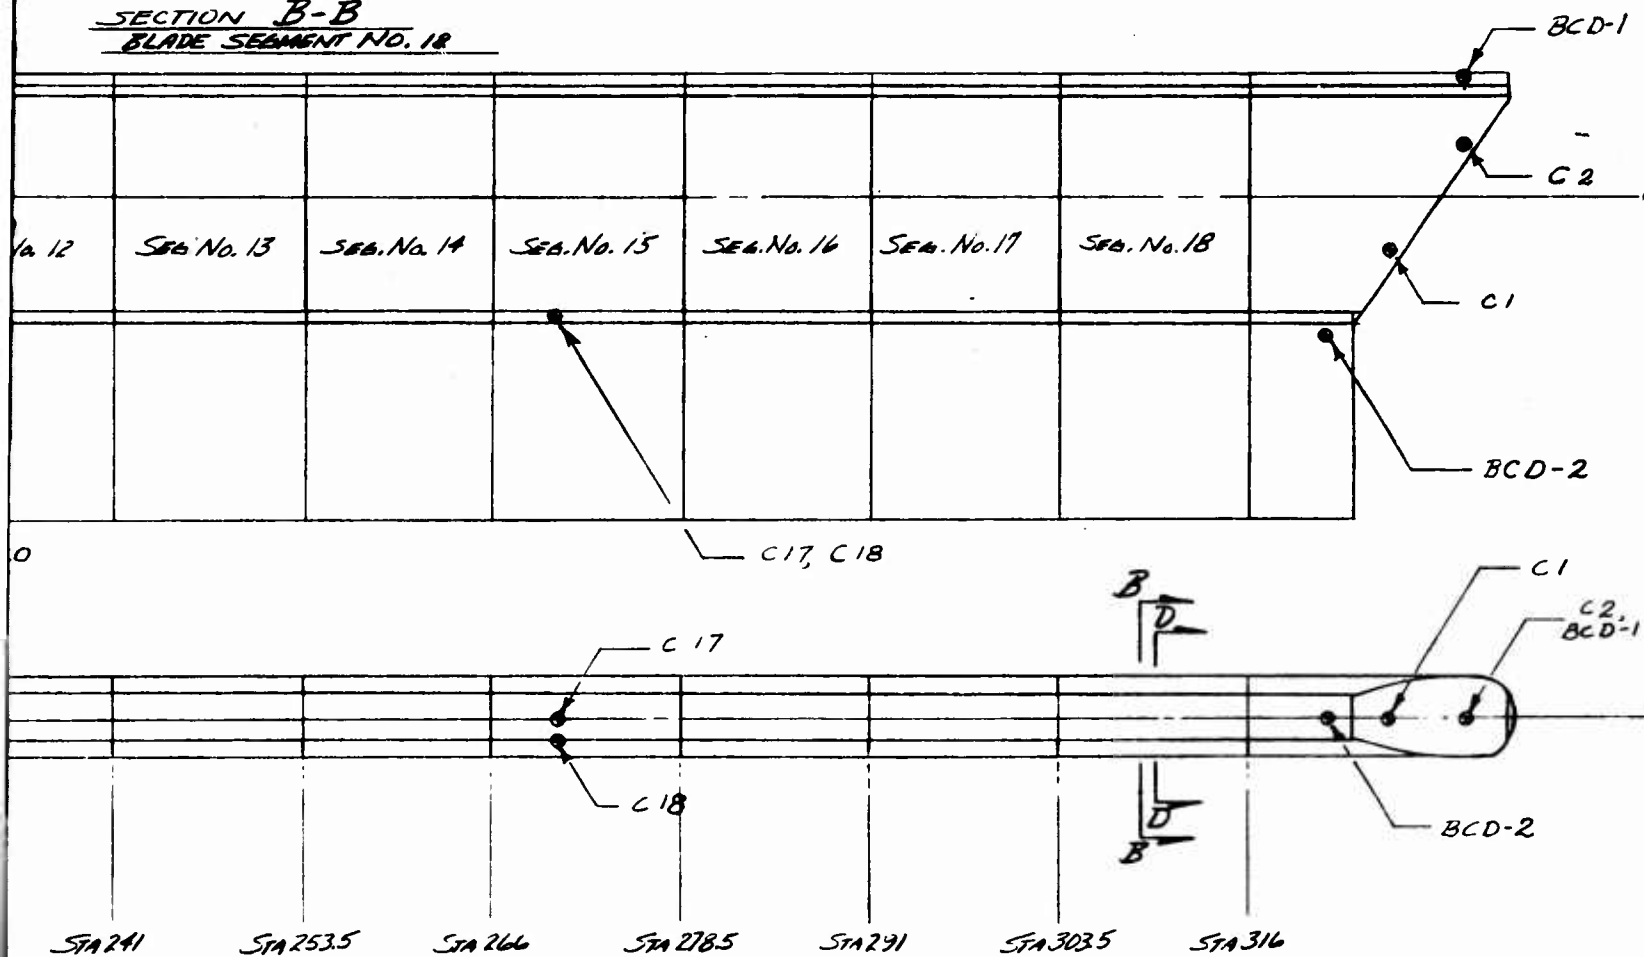 SECTION B-B
BLADE SEGMENT NO. 18
BCD-1
C 2
No. 12
SEG No. 13
SEG. No. 14
SEG. No. 15
SEG. No. 16
SEG. No. 17
SEG. No. 18
C 1
BCD-2
C 17, C 18
O
B
D
C 1
C 2,
BCD-1
C 17
C 18
D
B
BCD-2
STA 241
STA 253.5
STA 266
STA 278.5
STA 291
STA 303.5
STA 316